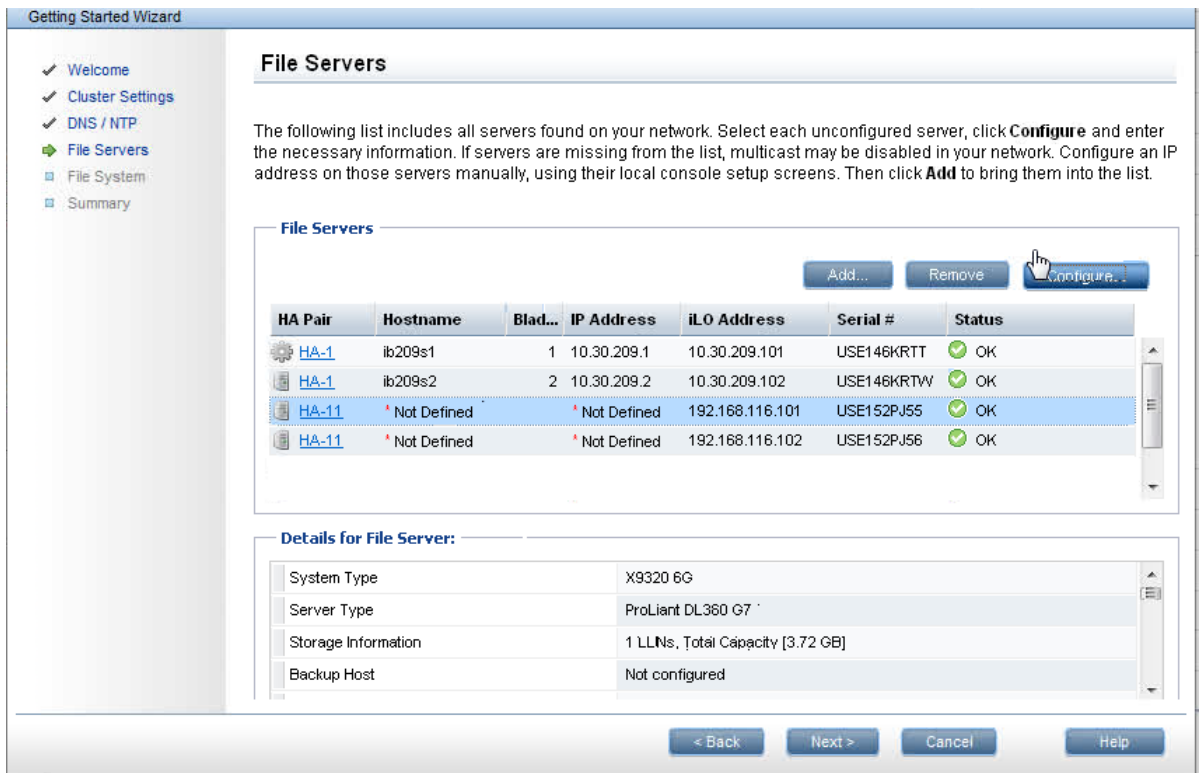 Getting Started Wizard
Welcome
Cluster Settings
DNS / NTP
File Servers
File System
Summary
File Servers
The following list includes all servers found on your network. Select each unconfigured server, click Configure and enter
the necessary information. If servers are missing from the list, multicast may be disabled in your network. Configure an IP
address on those servers manually, using their local console setup screens. Then click Add to bring them into the list.
File Servers
Add... Remove Configure...
HA Pair Hostname Blad... IP Address iLO Address Serial # Status
HA-1 ib209s1 1 10.30.209.1 10.30.209.101 USE146KRTT OK
HA-1 ib209s2 2 10.30.209.2 10.30.209.102 USE146KRTW OK
HA-11 * Not Defined * Not Defined 192.168.116.101 USE152PJ55 OK
HA-11 * Not Defined * Not Defined 192.168.116.102 USE152PJ56 OK
Details for File Server:
System Type X9320 6G
Server Type ProLiant DL360 G7
Storage Information 1 LUNs, Total Capacity [3.72 GB]
Backup Host Not configured
< Back Next > Cancel Help